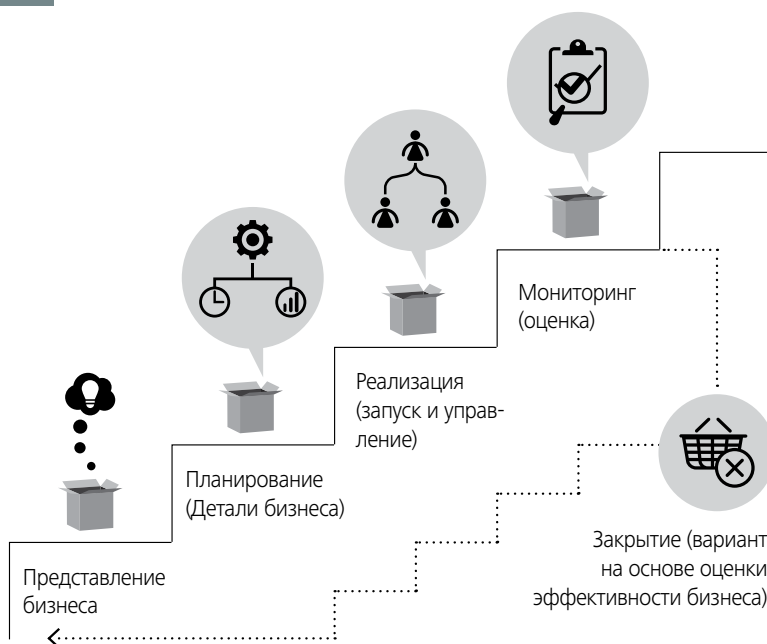 Мониторинг
(оценка)
Реализация
(запуск и управ-
ление)
Планирование
(Детали бизнеса)
Представление
бизнеса
Закрытие (вариант
на основе оценки
эффективности бизнеса)